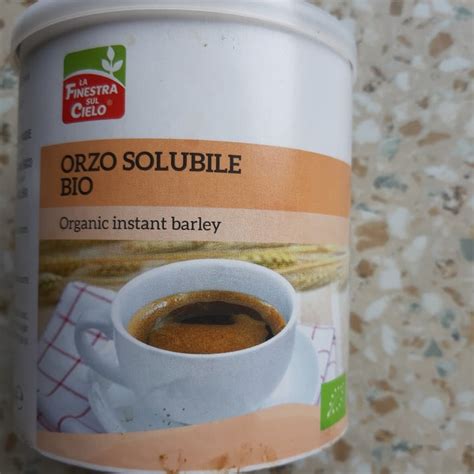 LA
FINESTRA
SUL
CIELO®
ORZO SOLUBILE
BIO
Organic instant barley